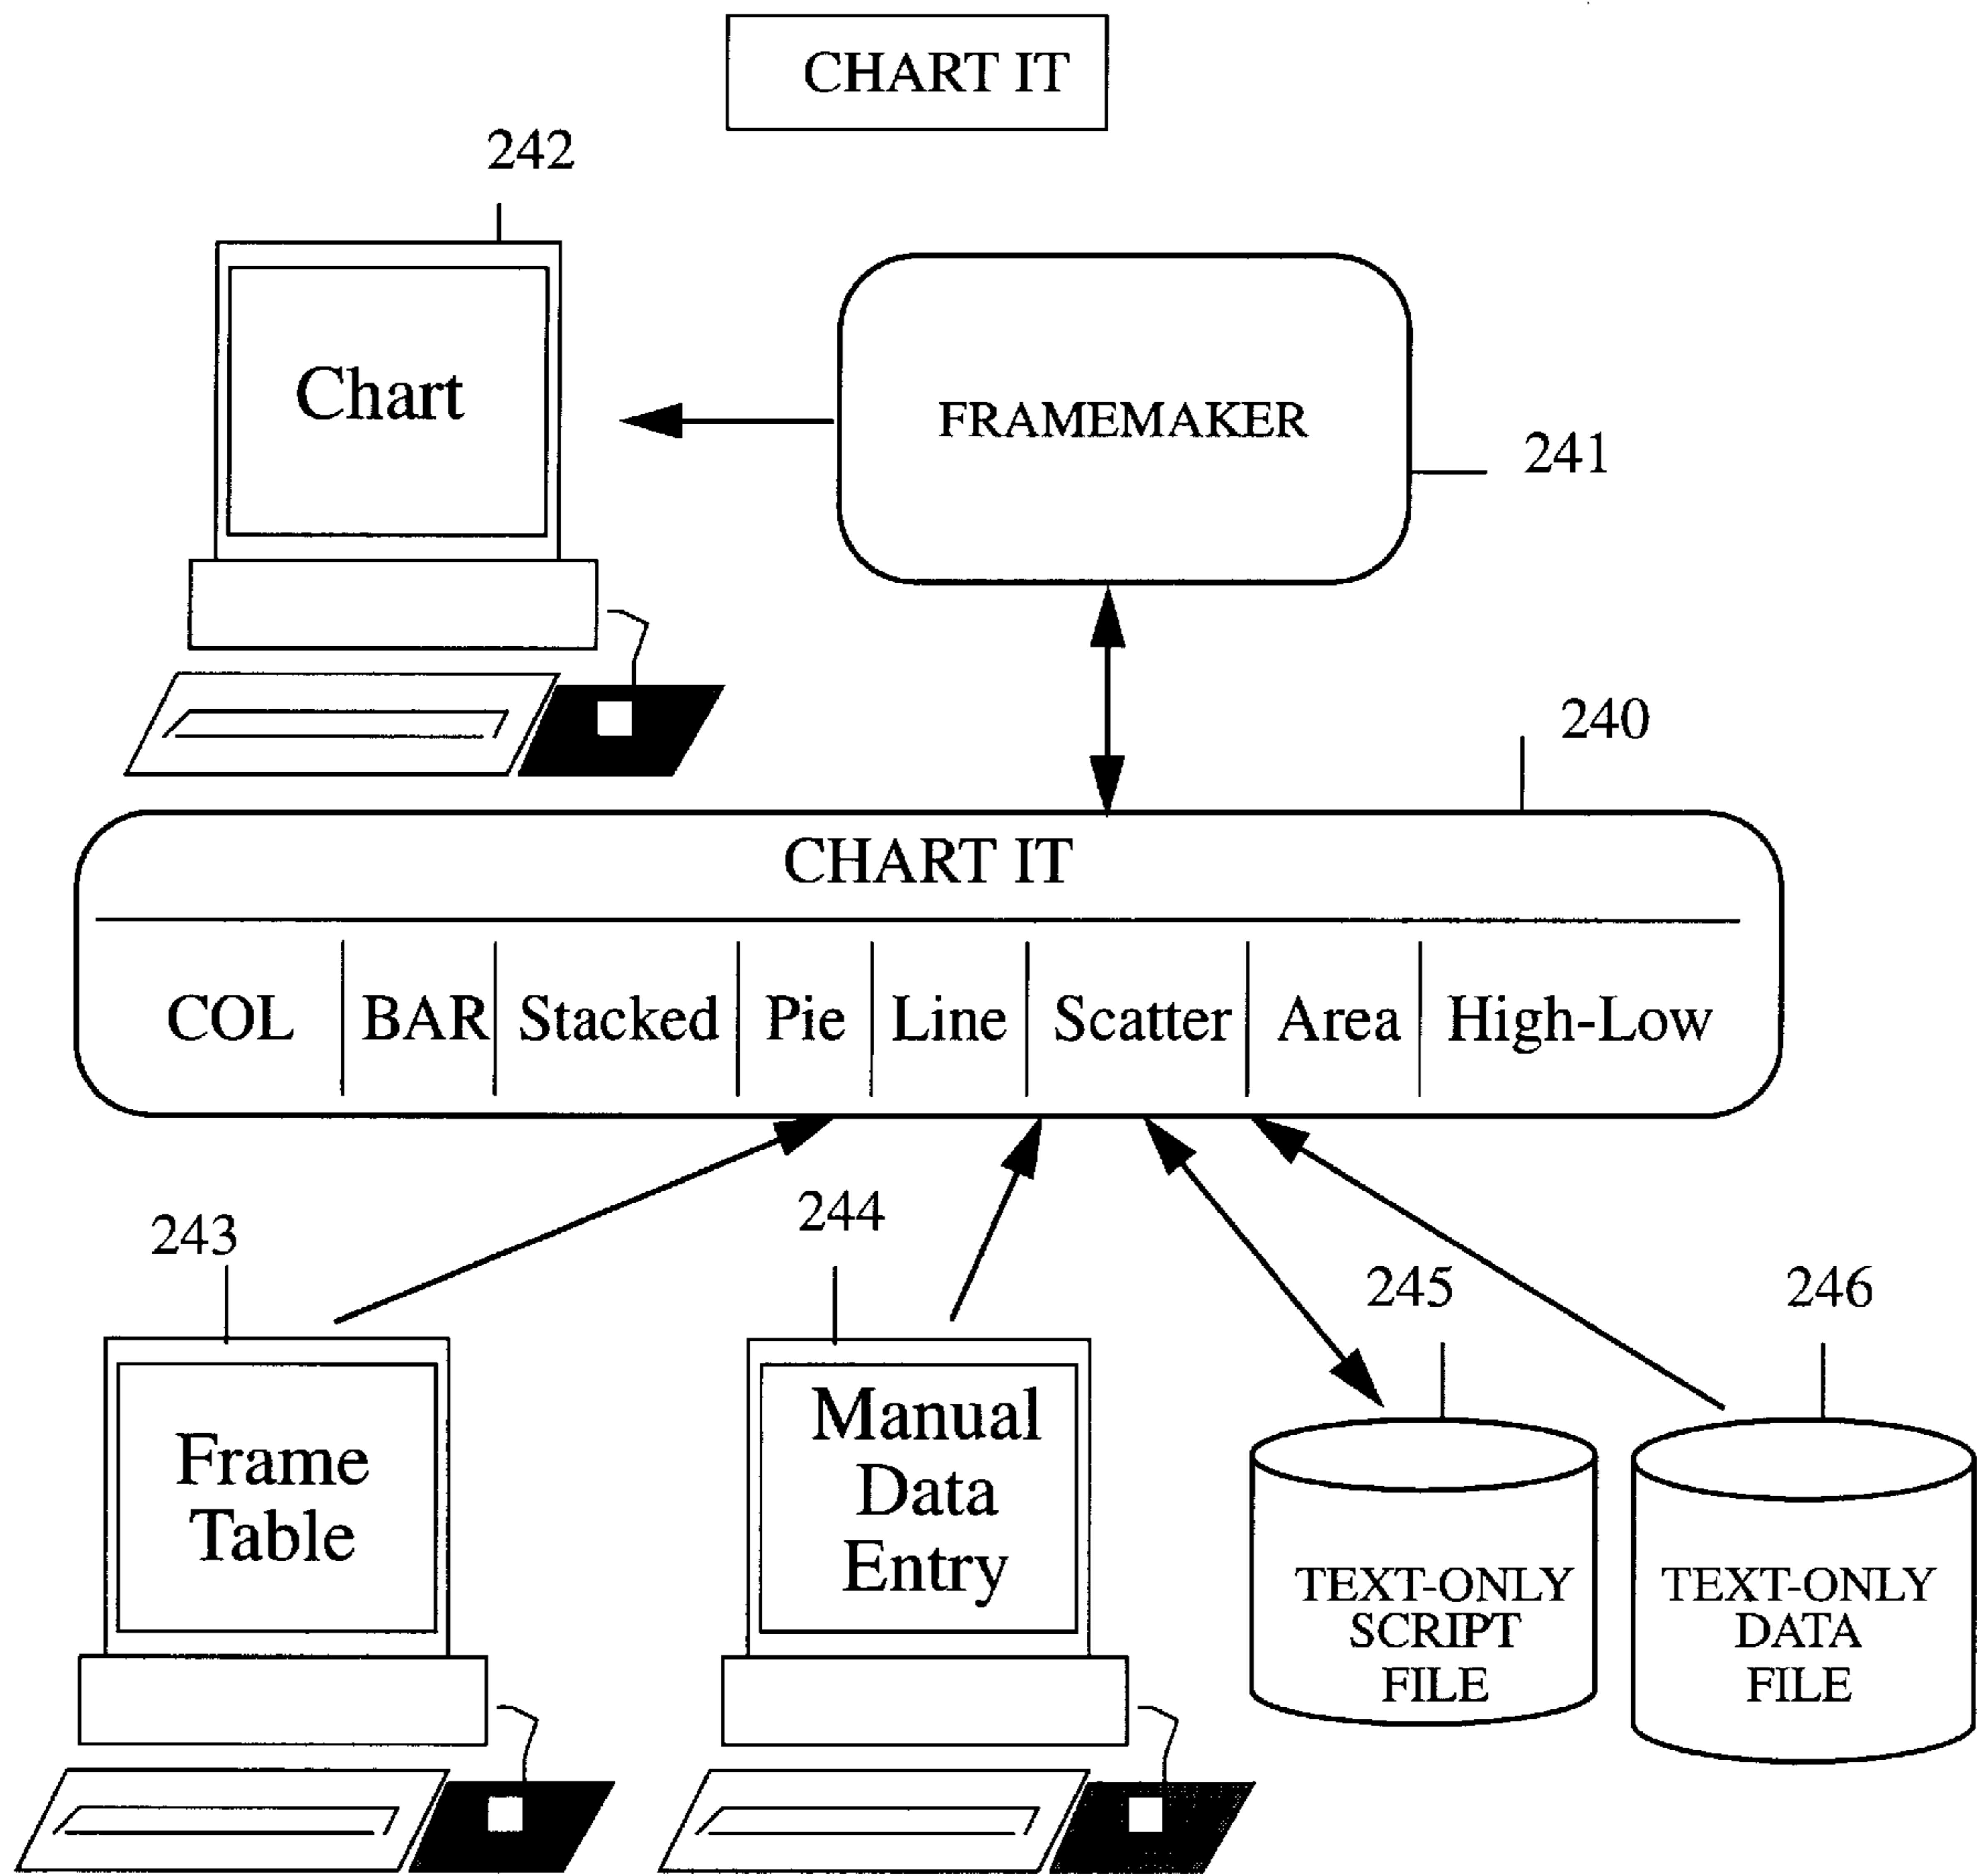 CHART IT
242
Chart
FRAMEMAKER
241
240
CHART IT
COL BAR Stacked Pie Line Scatter Area High-Low
243
244
245
246
Frame
Table
Manual
Data
Entry
TEXT-ONLY
SCRIPT
FILE
TEXT-ONLY
DATA
FILE